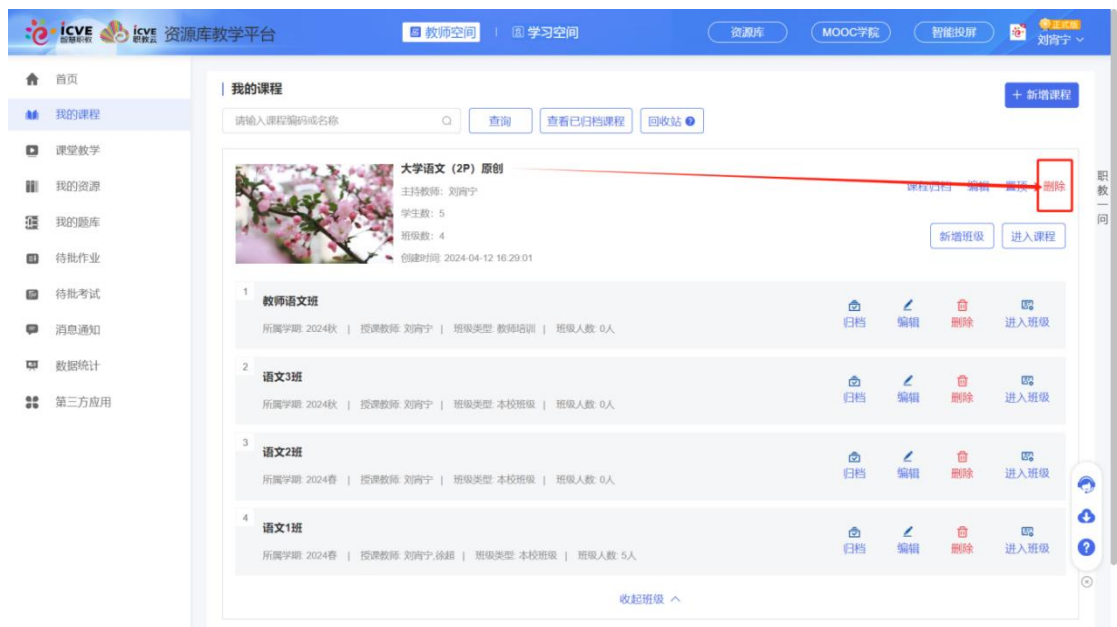 icve 智慧职教 icve 职教云 资源库教学平台 教师空间 学习空间 资源库 MOOC学院 智能投屏 正式版 刘宵宁
首页
我的课程
课堂教学
我的资源
我的题库
待批作业
待批考试
消息通知
数据统计
第三方应用
我的课程
+ 新增课程
请输入课程编码或名称 查询 查看已归档课程 回收站
大学语文（2P）原创
课程归档 编辑 置顶 删除
主持教师：刘宵宁
学生数：5
班级数：4
新增班级 进入课程
创建时间: 2024-04-12 16:29:01
1 教师语文班
所属学期: 2024秋 | 授课教师: 刘宵宁 | 班级类型: 教师培训 | 班级人数: 0人
归档 编辑 删除 进入班级
2 语文3班
所属学期: 2024秋 | 授课教师: 刘宵宁 | 班级类型: 本校班级 | 班级人数: 0人
归档 编辑 删除 进入班级
3 语文2班
所属学期: 2024春 | 授课教师: 刘宵宁 | 班级类型: 本校班级 | 班级人数: 0人
归档 编辑 删除 进入班级
4 语文1班
所属学期: 2024春 | 授课教师: 刘宵宁,徐超 | 班级类型: 本校班级 | 班级人数: 5人
归档 编辑 删除 进入班级
收起班级
职教一问